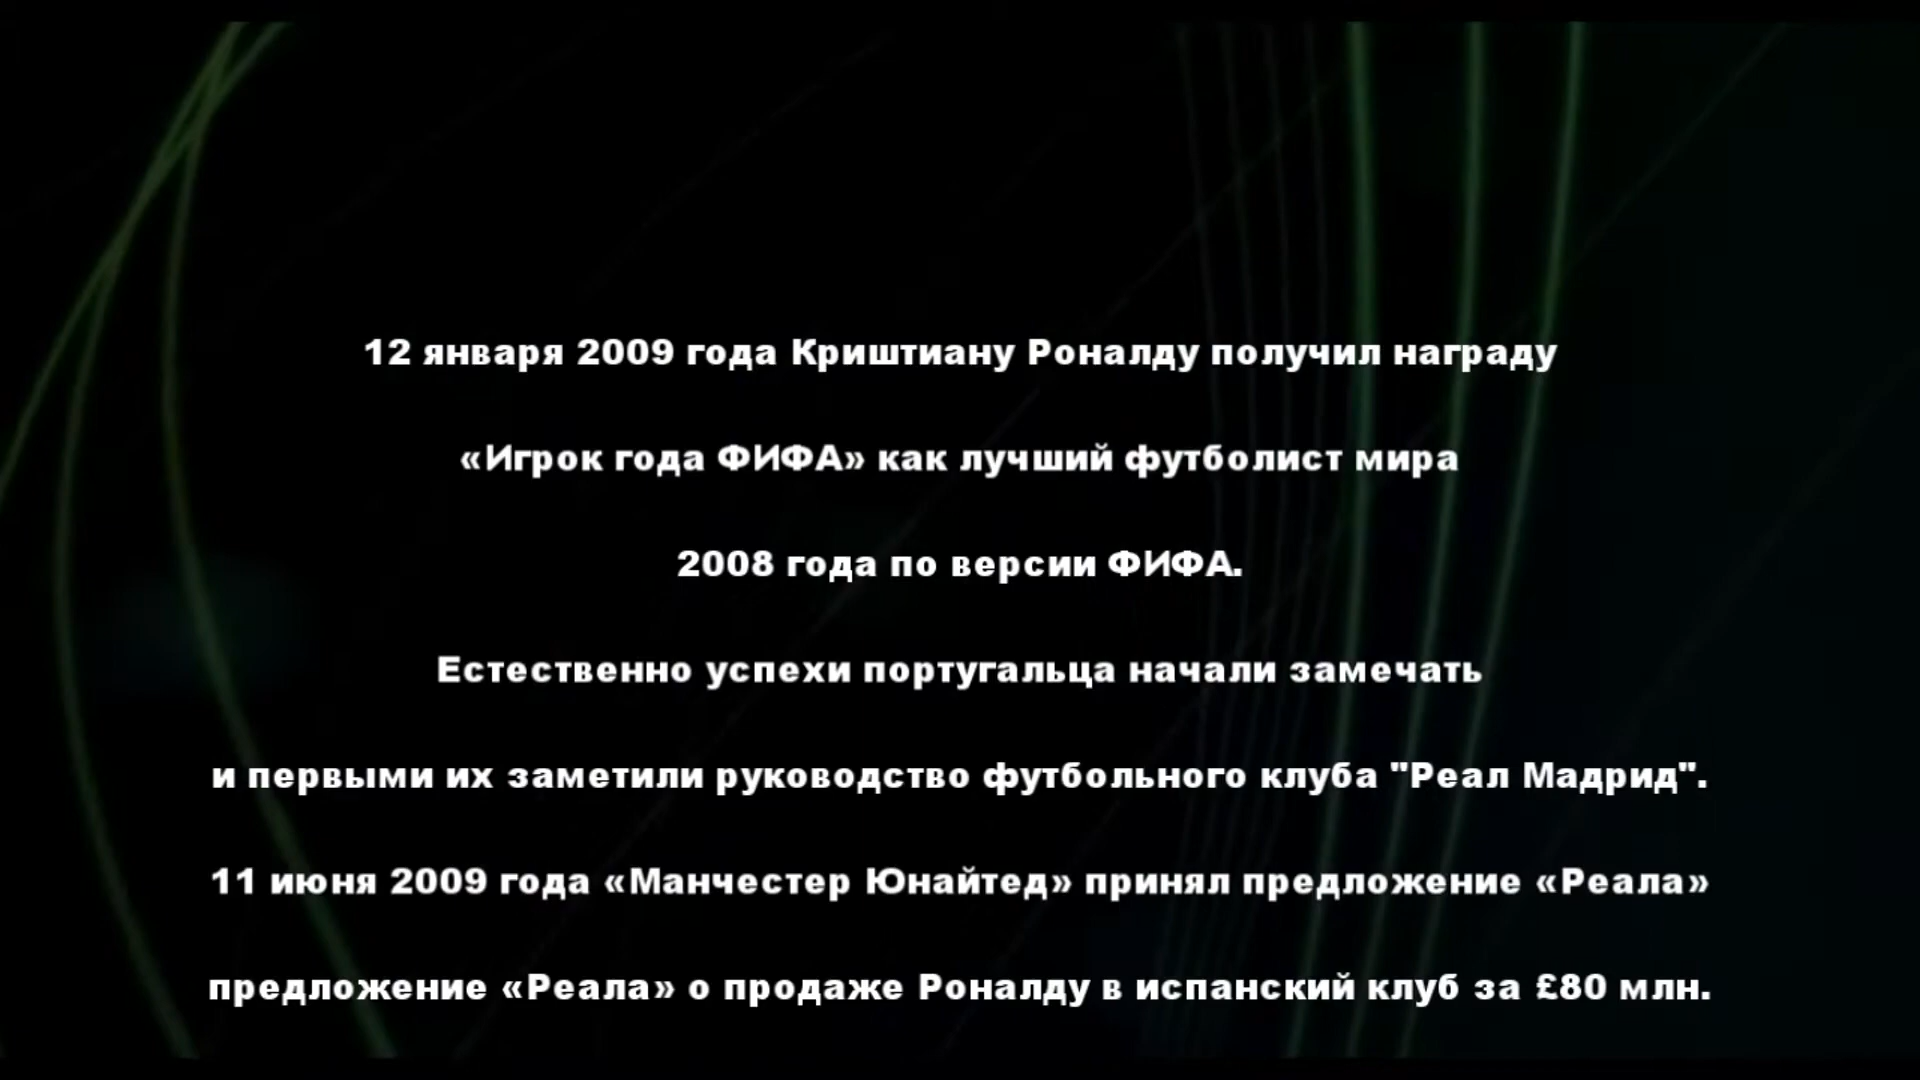 12 января 2009 года Криштиану Роналду получил награду
«Игрок года ФИФА» как лучший футболист мира
2008 года по версии ФИФА.
Естественно успехи португальца начали замечать
и первыми их заметили руководство футбольного клуба "Реал Мадрид".
11 июня 2009 года «Манчестер Юнайтед» принял предложение «Реала»
предложение «Реала» о продаже Роналду в испанский клуб за £80 млн.